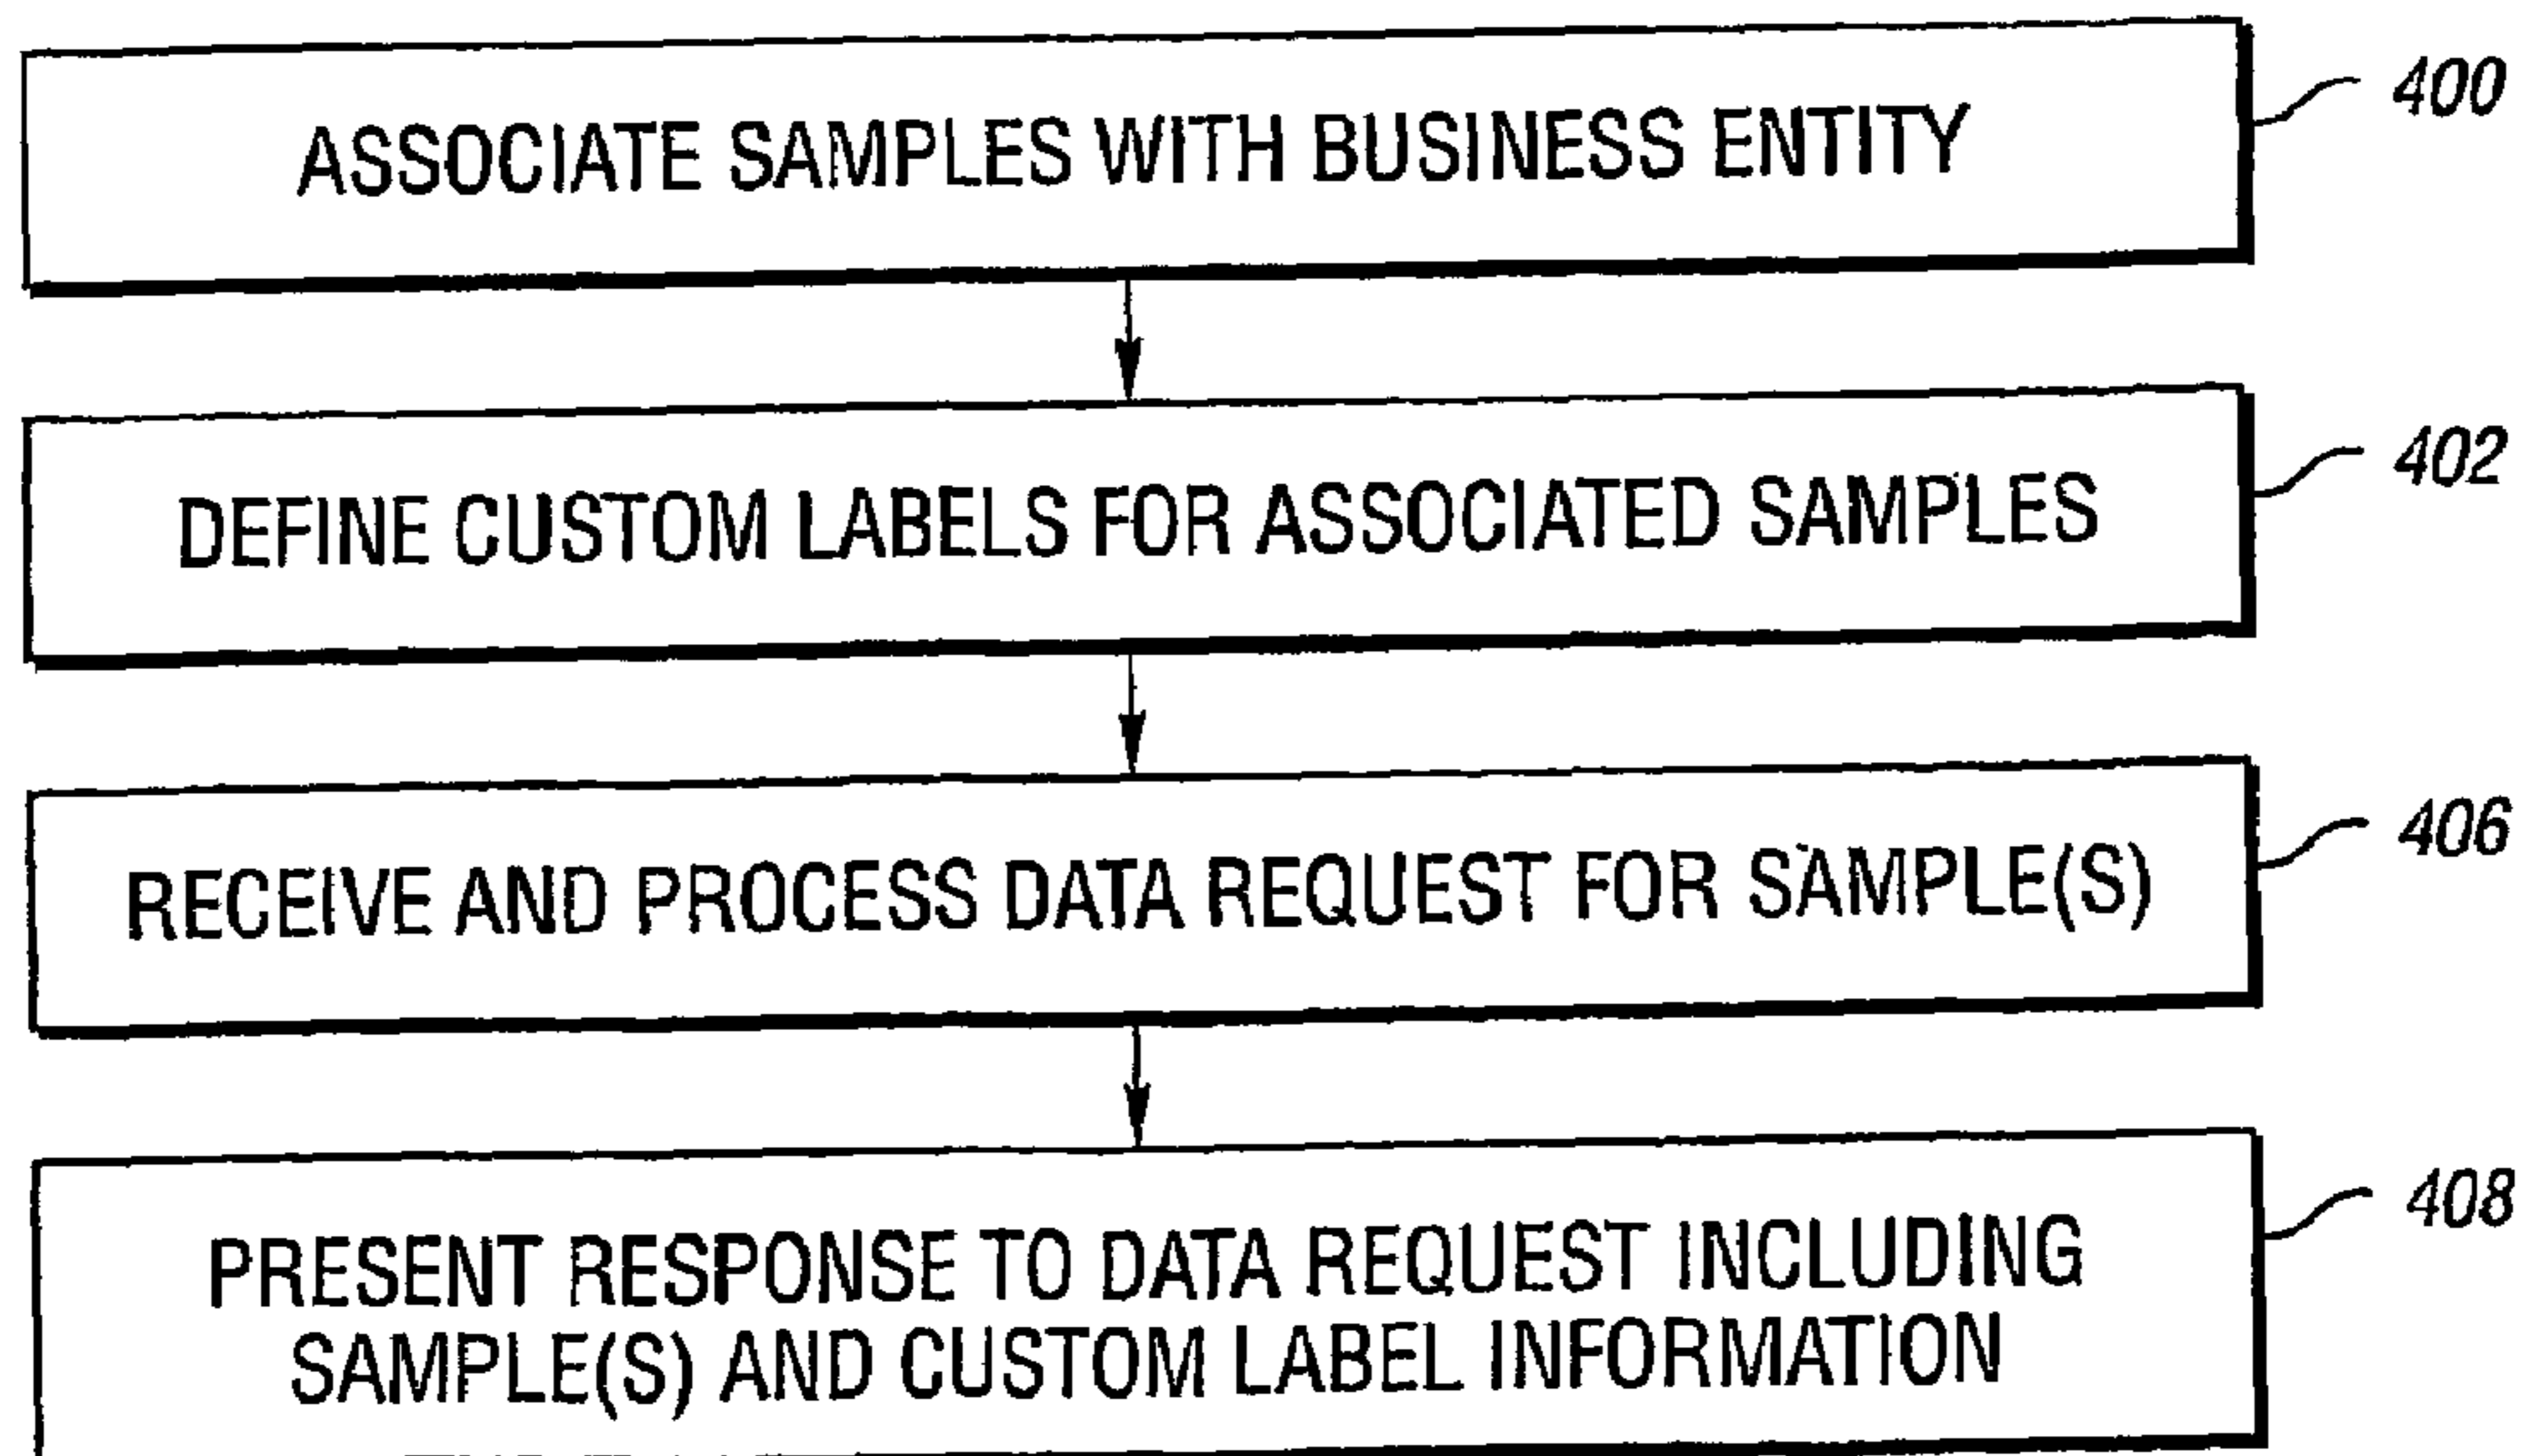 ASSOCIATE SAMPLES WITH BUSINESS ENTITY
400
DEFINE CUSTOM LABELS FOR ASSOCIATED SAMPLES
402
RECEIVE AND PROCESS DATA REQUEST FOR SAMPLE(S)
406
PRESENT RESPONSE TO DATA REQUEST INCLUDING
SAMPLE(S) AND CUSTOM LABEL INFORMATION
408